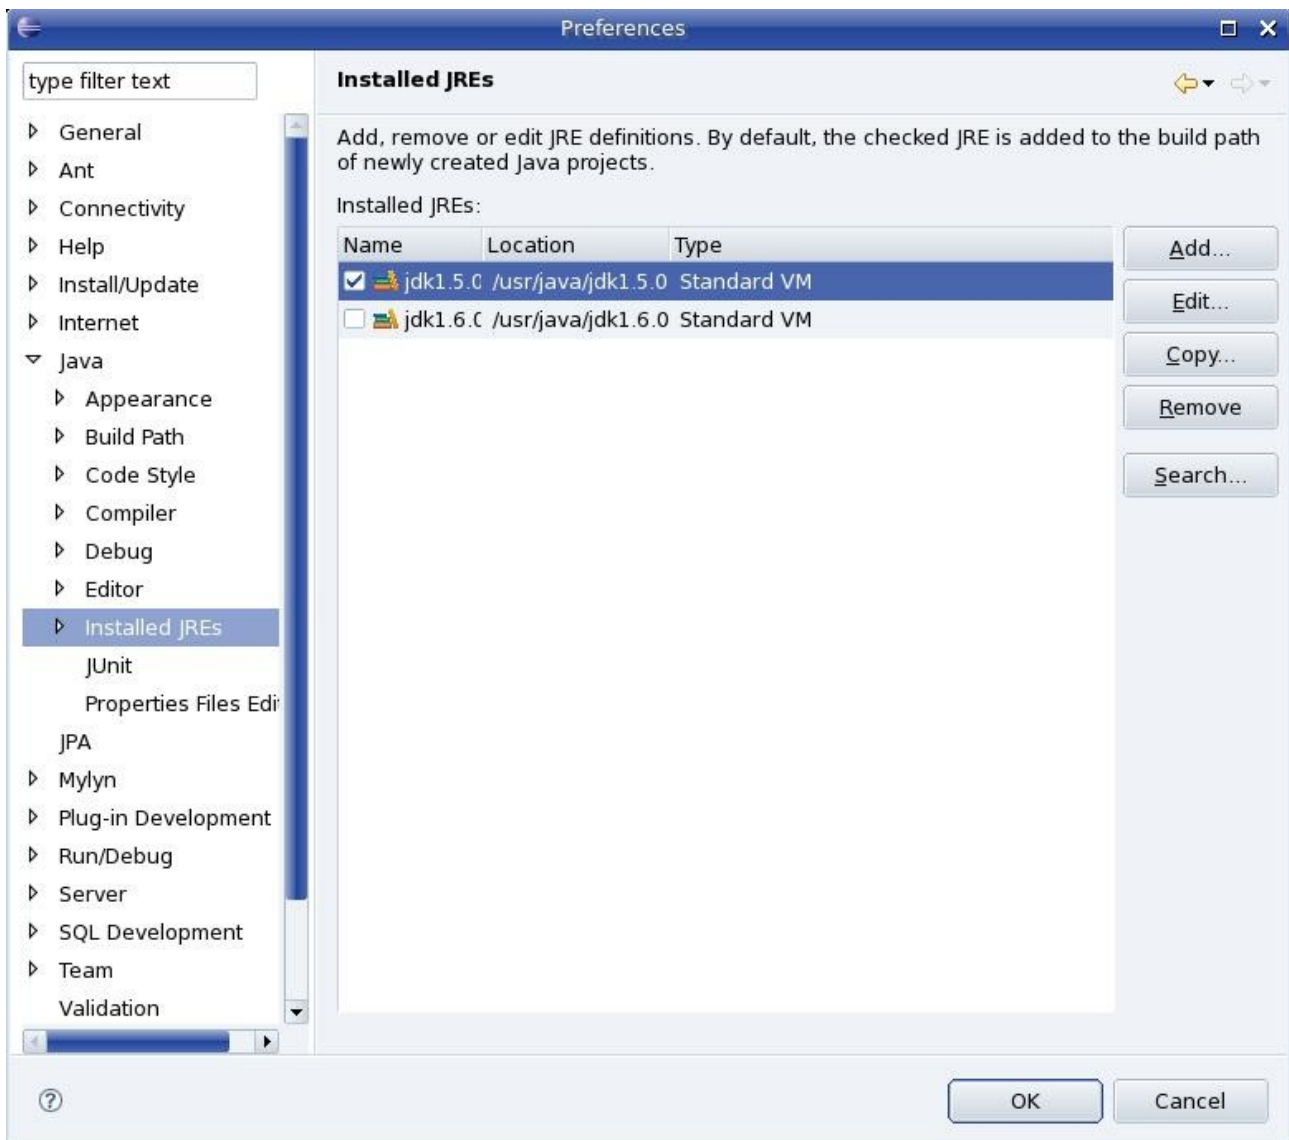 Preferences
type filter text
General
Ant
Connectivity
Help
Install/Update
Internet
Java
Appearance
Build Path
Code Style
Compiler
Debug
Editor
Installed JREs
JUnit
Properties Files Edi
JPA
Mylyn
Plug-in Development
Run/Debug
Server
SQL Development
Team
Validation
Installed JREs
Add, remove or edit JRE definitions. By default, the checked JRE is added to the build path
of newly created Java projects.
Installed JREs:
Name Location Type
jdk1.5.0 /usr/java/jdk1.5.0 Standard VM
jdk1.6.0 /usr/java/jdk1.6.0 Standard VM
Add...
Edit...
Copy...
Remove
Search...
OK Cancel